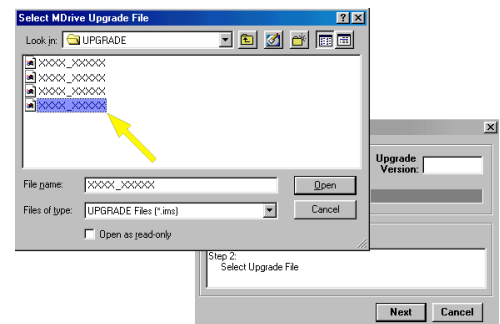 Select MDrive Upgrade File
Look in: UPGRADE
XXXX_XXXXX
XXXX_XXXXX
XXXX_XXXXX
XXXX_XXXXX
File name: XXXX_XXXXX Open
Files of type: UPGRADE Files (*.ims) Cancel
Open as read-only
Upgrade
Version:
Step 2:
Select Upgrade File
Next Cancel